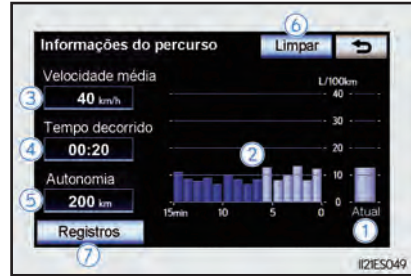 6
Informações do percurso Limpar
Velocidade média
L/100km
3 40 km/h
40
Tempo decorrido
30
4 00:20
2
20
Autonomia
10
5 200 km
0
15min 10 5 0 Atual
Registros
1
7
II21ES049